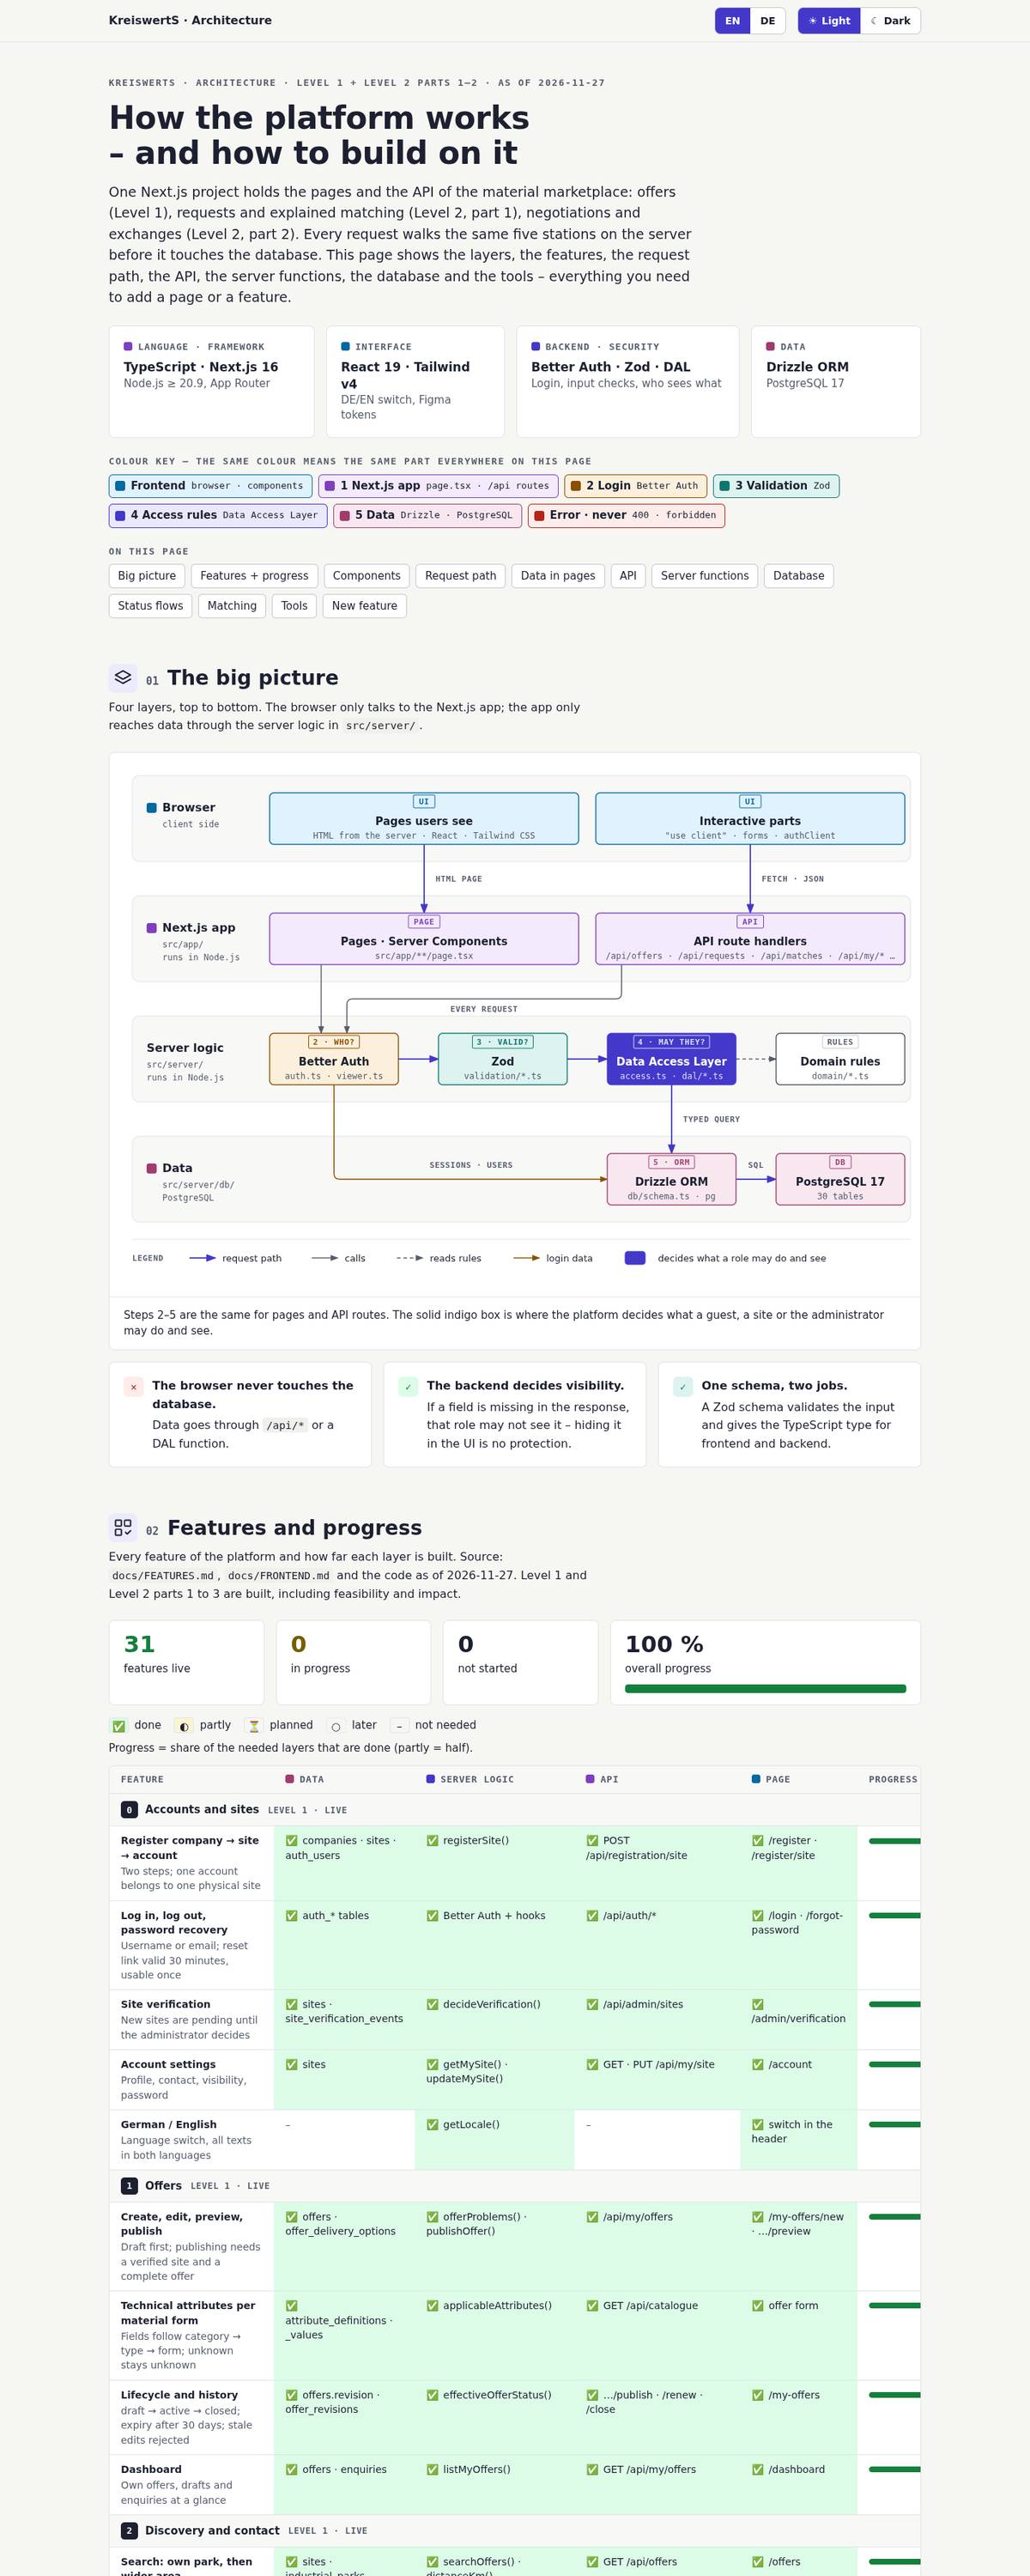 KreiswertS · Architecture
EN DE ☀ Light ☾ Dark
KREISWERTS · ARCHITECTURE · LEVEL 1 + LEVEL 2 PARTS 1–2 · AS OF 2026-11-27
How the platform works
– and how to build on it
One Next.js project holds the pages and the API of the material marketplace: offers
(Level 1), requests and explained matching (Level 2, part 1), negotiations and
exchanges (Level 2, part 2). Every request walks the same five stations on the server
before it touches the database. This page shows the layers, the features, the request
path, the API, the server functions, the database and the tools – everything you need
to add a page or a feature.
LANGUAGE · FRAMEWORK
TypeScript · Next.js 16
Node.js ≥ 20.9, App Router
INTERFACE
React 19 · Tailwind
v4
DE/EN switch, Figma
tokens
BACKEND · SECURITY
Better Auth · Zod · DAL
Login, input checks, who sees what
DATA
Drizzle ORM
PostgreSQL 17
COLOUR KEY — THE SAME COLOUR MEANS THE SAME PART EVERYWHERE ON THIS PAGE
Frontend browser · components
1 Next.js app page.tsx · /api routes
2 Login Better Auth
3 Validation Zod
4 Access rules Data Access Layer
5 Data Drizzle · PostgreSQL
Error · never 400 · forbidden
ON THIS PAGE
Big picture Features + progress Components Request path Data in pages API Server functions Database
Status flows Matching Tools New feature
01 The big picture
Four layers, top to bottom. The browser only talks to the Next.js app; the app only
reaches data through the server logic in src/server/ .
Browser
client side
UI
Pages users see
HTML from the server · React · Tailwind CSS
UI
Interactive parts
"use client" · forms · authClient
HTML PAGE
FETCH · JSON
Next.js app
src/app/
runs in Node.js
PAGE
Pages · Server Components
src/app/**/page.tsx
API
API route handlers
/api/offers · /api/requests · /api/matches · /api/my/* …
EVERY REQUEST
Server logic
src/server/
runs in Node.js
2 · WHO?
Better Auth
auth.ts · viewer.ts
3 · VALID?
Zod
validation/*.ts
4 · MAY THEY?
Data Access Layer
access.ts · dal/*.ts
RULES
Domain rules
domain/*.ts
TYPED QUERY
Data
src/server/db/
PostgreSQL
SESSIONS · USERS
5 · ORM
Drizzle ORM
db/schema.ts · pg
SQL
DB
PostgreSQL 17
30 tables
LEGEND request path calls reads rules login data decides what a role may do and see
Steps 2–5 are the same for pages and API routes. The solid indigo box is where the platform decides what a guest, a site or the administrator
may do and see.
✕ The browser never touches the
database.
Data goes through /api/* or a
DAL function.
✓ The backend decides visibility.
If a field is missing in the response,
that role may not see it – hiding it
in the UI is no protection.
✓ One schema, two jobs.
A Zod schema validates the input
and gives the TypeScript type for
frontend and backend.
02 Features and progress
Every feature of the platform and how far each layer is built. Source:
docs/FEATURES.md , docs/FRONTEND.md and the code as of 2026-11-27. Level 1 and
Level 2 parts 1 to 3 are built, including feasibility and impact.
31
features live
0
in progress
0
not started
100 %
overall progress
✅ done ◐ partly ⏳ planned ○ later – not needed
Progress = share of the needed layers that are done (partly = half).
FEATURE DATA SERVER LOGIC API PAGE PROGRESS
0 Accounts and sites LEVEL 1 · LIVE
Register company → site
→ account
Two steps; one account
belongs to one physical site
✅ companies · sites ·
auth_users
✅ registerSite()
✅ POST
/api/registration/site
✅ /register ·
/register/site
Log in, log out,
password recovery
Username or email; reset
link valid 30 minutes,
usable once
✅ auth_* tables
✅ Better Auth + hooks
✅ /api/auth/*
✅ /login · /forgot-
password
Site verification
New sites are pending until
the administrator decides
✅ sites ·
site_verification_events
✅ decideVerification()
✅ /api/admin/sites
✅
/admin/verification
Account settings
Profile, contact, visibility,
password
✅ sites
✅ getMySite() ·
updateMySite()
✅ GET · PUT /api/my/site
✅ /account
German / English
Language switch, all texts
in both languages
–
✅ getLocale()
–
✅ switch in the
header
1 Offers LEVEL 1 · LIVE
Create, edit, preview,
publish
Draft first; publishing needs
a verified site and a
complete offer
✅ offers ·
offer_delivery_options
✅ offerProblems() ·
publishOffer()
✅ /api/my/offers
✅ /my-offers/new
· …/preview
Technical attributes per
material form
Fields follow category →
type → form; unknown
stays unknown
✅
attribute_definitions ·
_values
✅ applicableAttributes()
✅ GET /api/catalogue
✅ offer form
Lifecycle and history
draft → active → closed;
expiry after 30 days; stale
edits rejected
✅ offers.revision ·
offer_revisions
✅ effectiveOfferStatus()
✅ …/publish · /renew ·
/close
✅ /my-offers
Dashboard
Own offers, drafts and
enquiries at a glance
✅ offers · enquiries
✅ listMyOffers()
✅ GET /api/my/offers
✅ /dashboard
2 Discovery and contact LEVEL 1 · LIVE
Search: own park, then
✅ sites ·
✅ searchOffers() ·
✅ GET /api/offers
✅ /offers